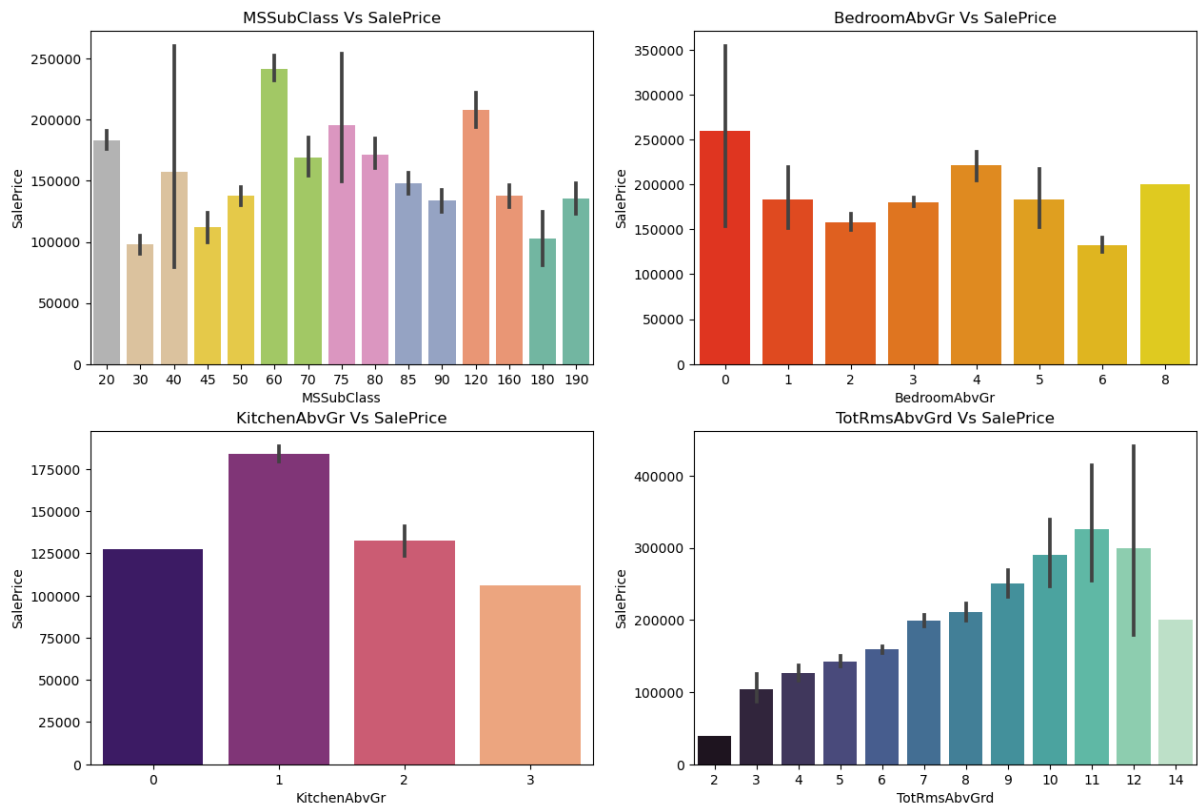 MSSubClass Vs SalePrice
SalePrice
250000
200000
150000
100000
50000
0
20 30 40 45 50 60 70 75 80 85 90 120 160 180 190
MSSubClass
BedroomAbvGr Vs SalePrice
SalePrice
350000
300000
250000
200000
150000
100000
50000
0
0 1 2 3 4 5 6 8
BedroomAbvGr
KitchenAbvGr Vs SalePrice
SalePrice
175000
150000
125000
100000
75000
50000
25000
0
0 1 2 3
KitchenAbvGr
TotRmsAbvGrd Vs SalePrice
SalePrice
400000
300000
200000
100000
0
2 3 4 5 6 7 8 9 10 11 12 14
TotRmsAbvGrd